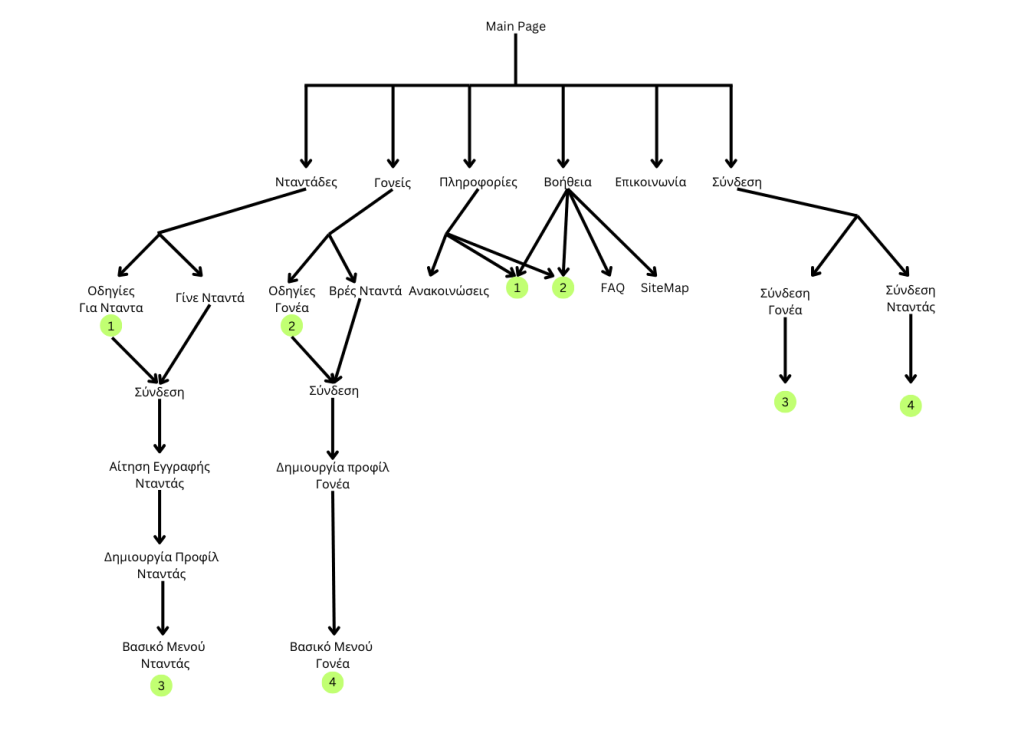 Main Page
Νταντάδες
Γονείς
Πληροφορίες
Βοήθεια
Επικοινωνία
Σύνδεση
Οδηγίες
Για Νταντα
1
Γίνε Νταντά
Οδηγίες
Γονέα
2
Βρές Νταντά
Ανακοινώσεις
1
2
FAQ
SiteMap
Σύνδεση
Γονέα
Σύνδεση
Νταντάς
3
4
Σύνδεση
Σύνδεση
Αίτηση Εγγραφής
Νταντάς
Δημιουργία προφίλ
Γονέα
Δημιουργία Προφίλ
Νταντάς
Βασικό Μενού
Νταντάς
3
Βασικό Μενού
Γονέα
4